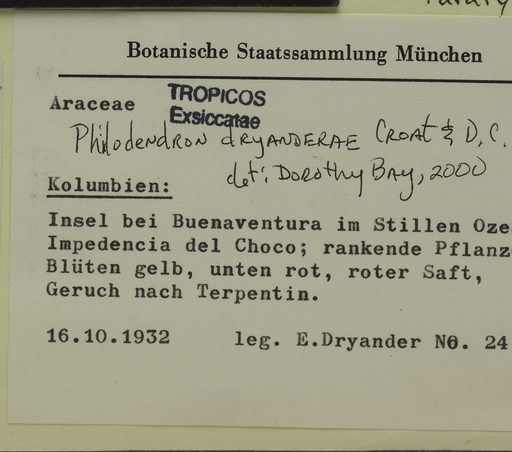 Botanische Staatssammlung München
Araceae
TROPICOS
Exsiccatae
Philodendron dryanderae Croat & D. C.
det: Dorothy Bay, 2000
Kolumbien:
Insel bei Buenaventura im Stillen Oze
Impedencia del Choco; rankende Pflanz
Blüten gelb, unten rot, roter Saft,
Geruch nach Terpentin.
16.10.1932 leg. E.Dryander No. 24